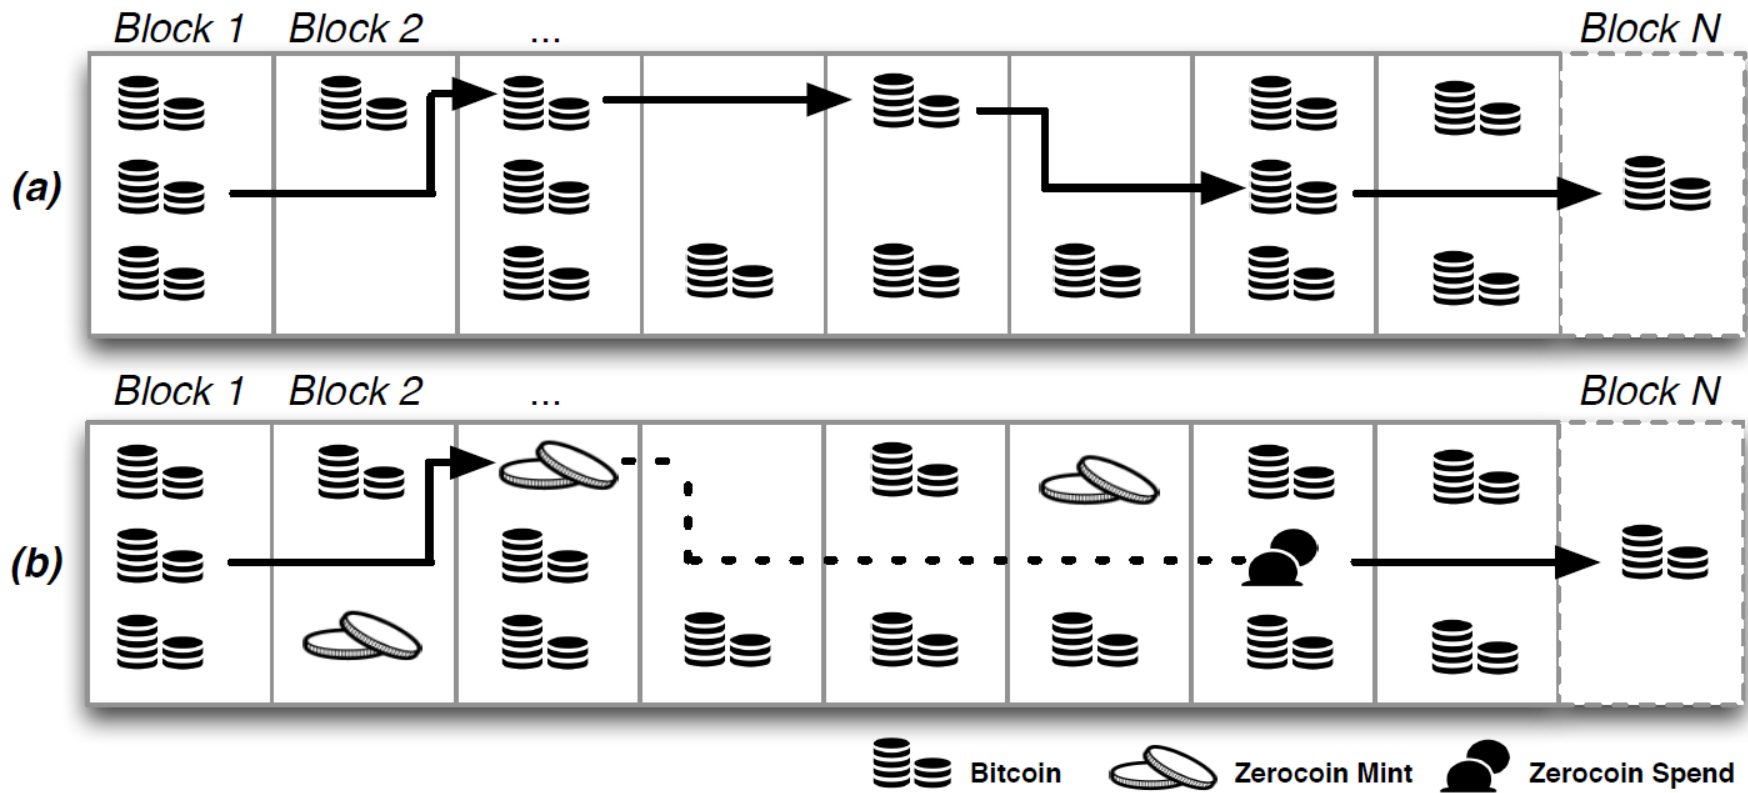 Block 1 Block 2 ... Block N
(a)
Block 1 Block 2 ... Block N
(b)
Bitcoin Zerocoin Mint Zerocoin Spend